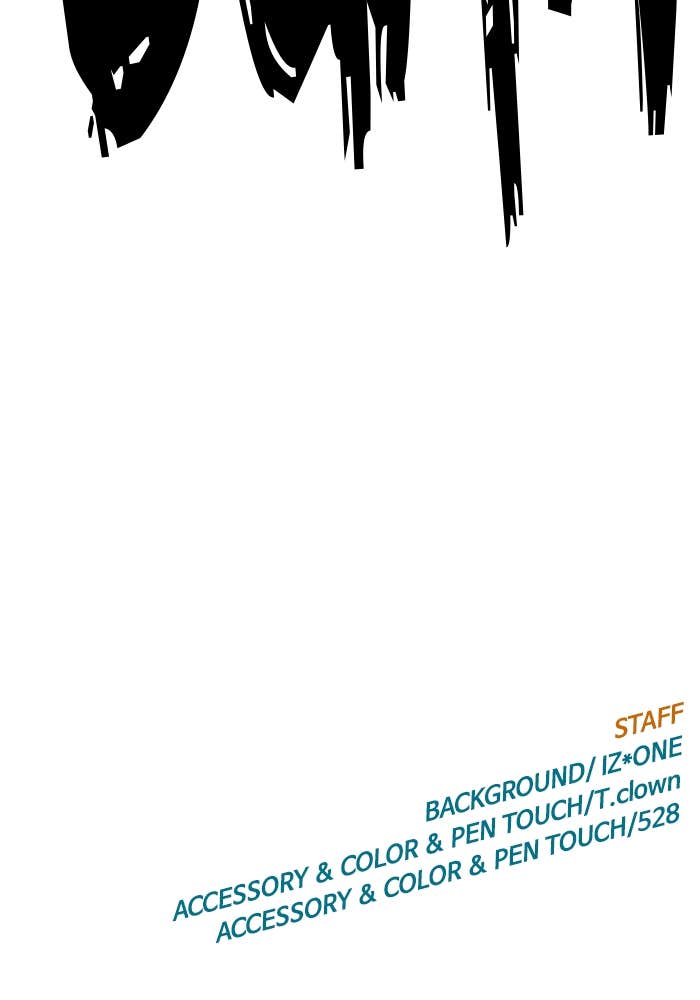 STAFF
BACKGROUND/ IZ*ONE
ACCESSORY & COLOR & PEN TOUCH/T.clown
ACCESSORY & COLOR & PEN TOUCH/528